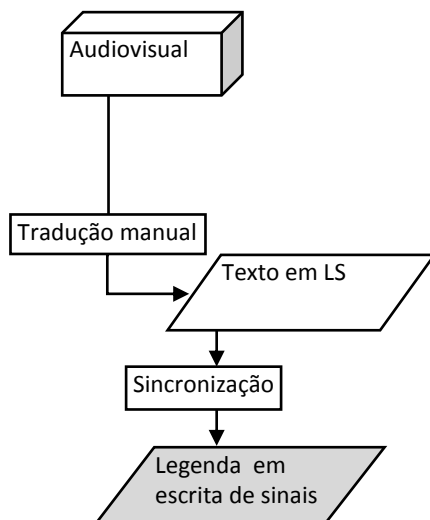 Audiovisual
Tradução manual
Texto em LS
Sincronização
Legenda em
escrita de sinais